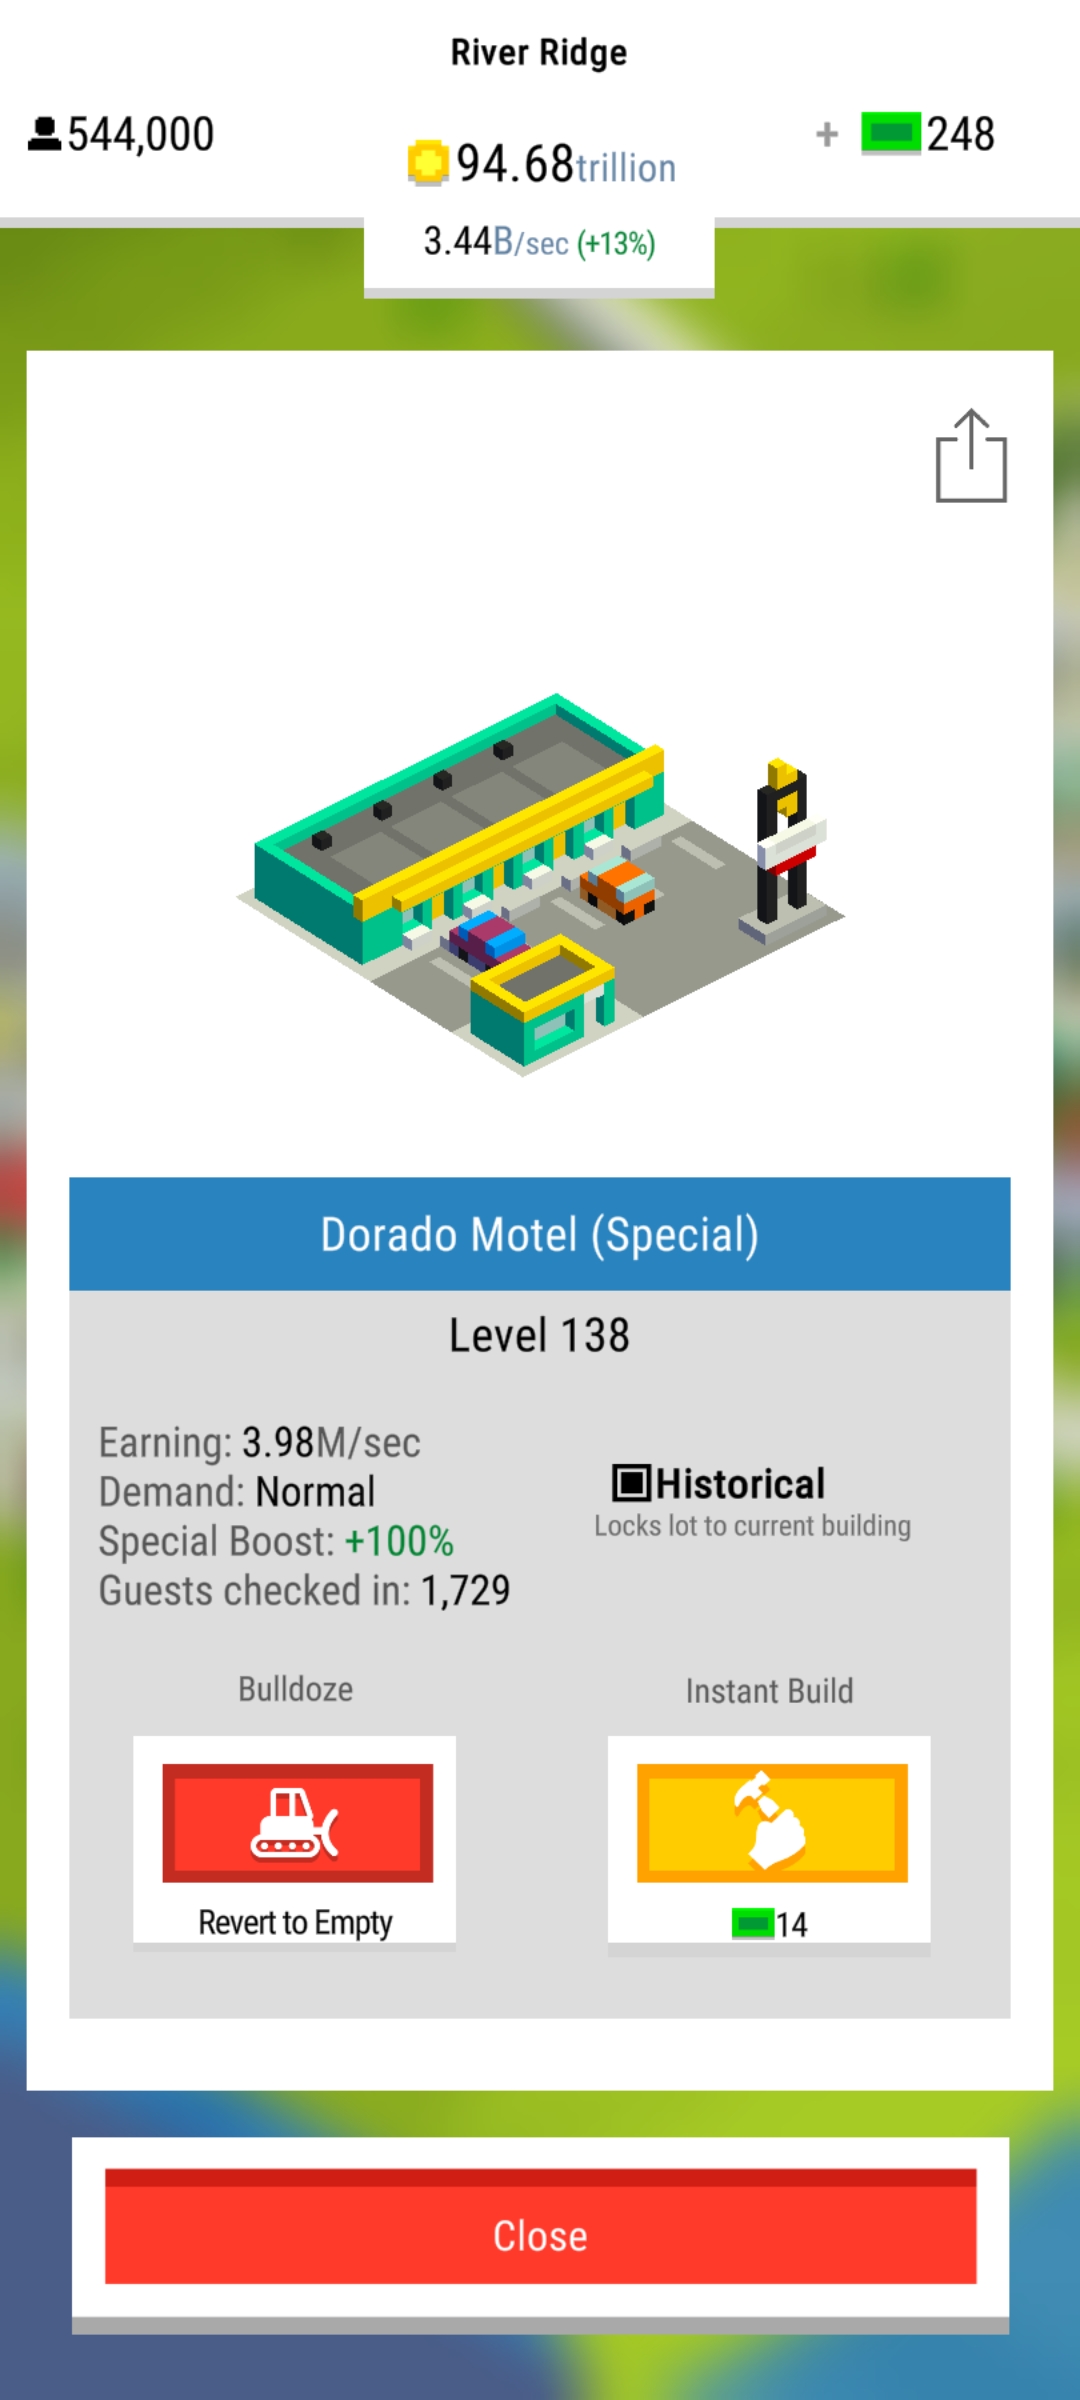 River Ridge
544,000
94.68trillion
+ 248
3.44B/sec (+13%)
Dorado Motel (Special)
Level 138
Earning: 3.98M/sec
Demand: Normal
Special Boost: +100%
Guests checked in: 1,729
Historical
Locks lot to current building
Bulldoze
Instant Build
Revert to Empty
14
Close